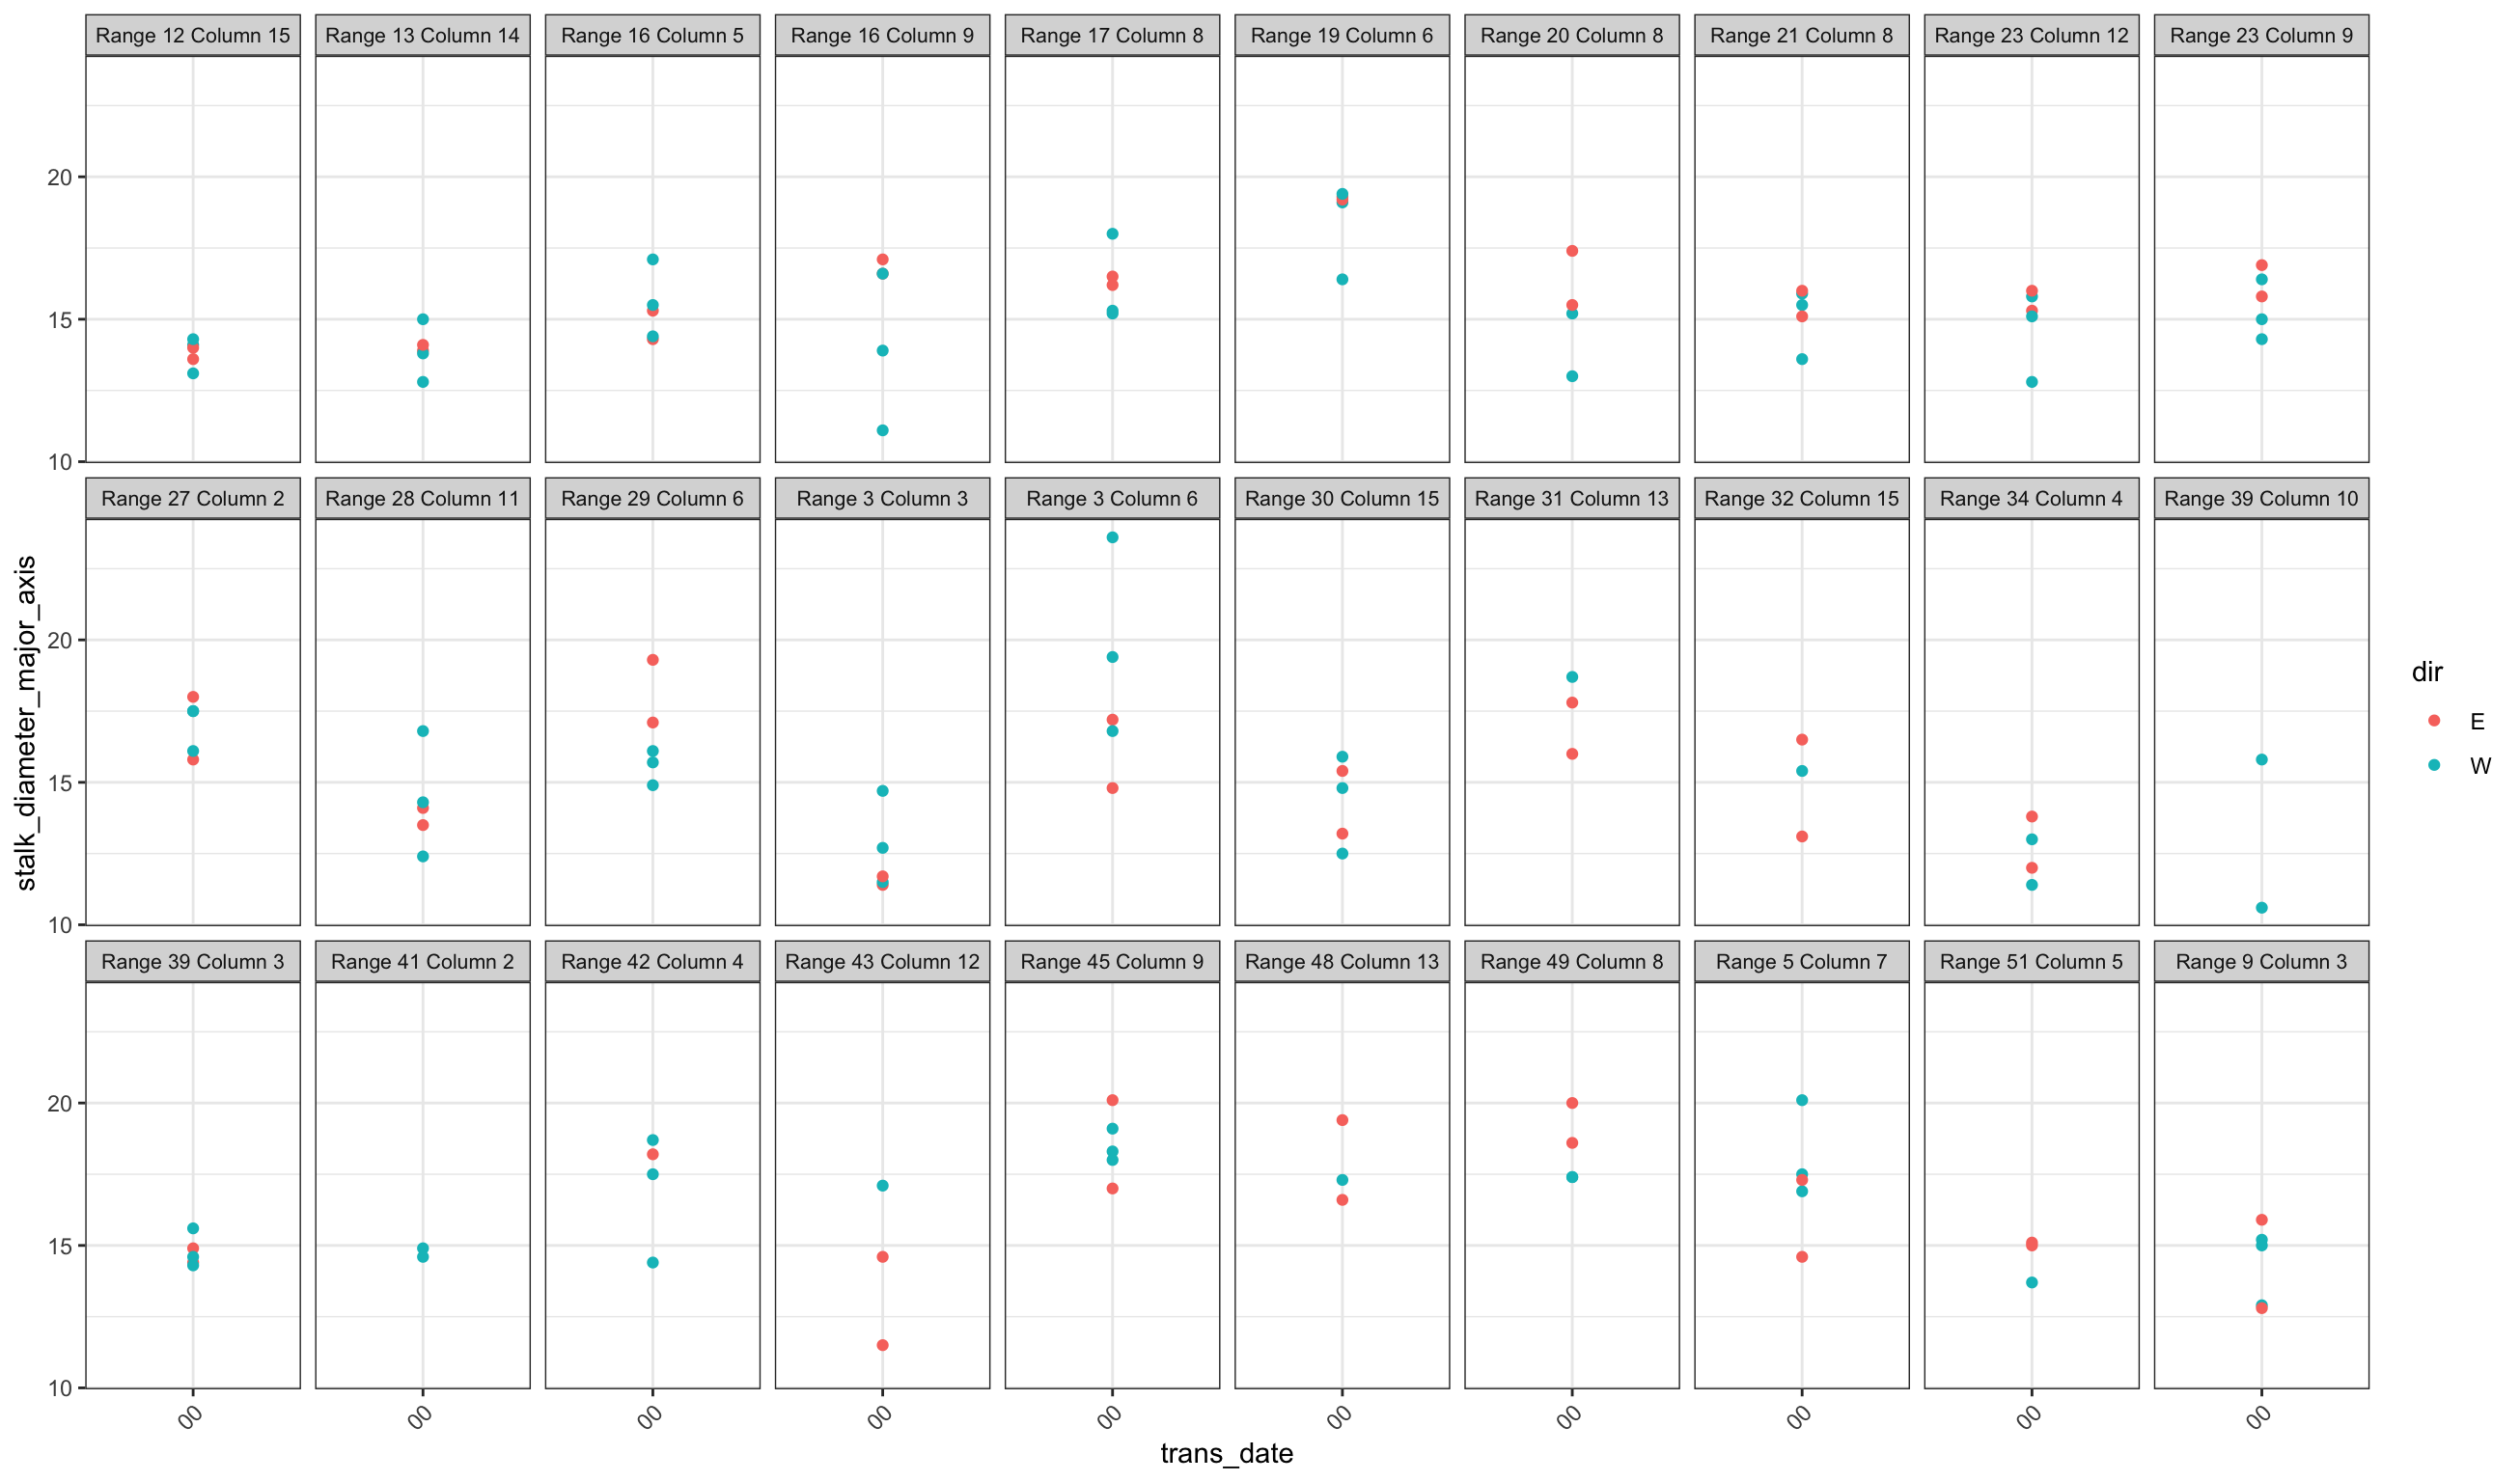 Range 12 Column 15 Range 13 Column 14 Range 16 Column 5 Range 16 Column 9 Range 17 Column 8 Range 19 Column 6 Range 20 Column 8 Range 21 Column 8 Range 23 Column 12 Range 23 Column 9
20
15
10
Range 27 Column 2 Range 28 Column 11 Range 29 Column 6 Range 3 Column 3 Range 3 Column 6 Range 30 Column 15 Range 31 Column 13 Range 32 Column 15 Range 34 Column 4 Range 39 Column 10
20
15
10
Range 39 Column 3 Range 41 Column 2 Range 42 Column 4 Range 43 Column 12 Range 45 Column 9 Range 48 Column 13 Range 49 Column 8 Range 5 Column 7 Range 51 Column 5 Range 9 Column 3
20
15
10
00 00 00 00 00 00 00 00 00 00
trans_date
stalk_diameter_major_axis
dir
E
W